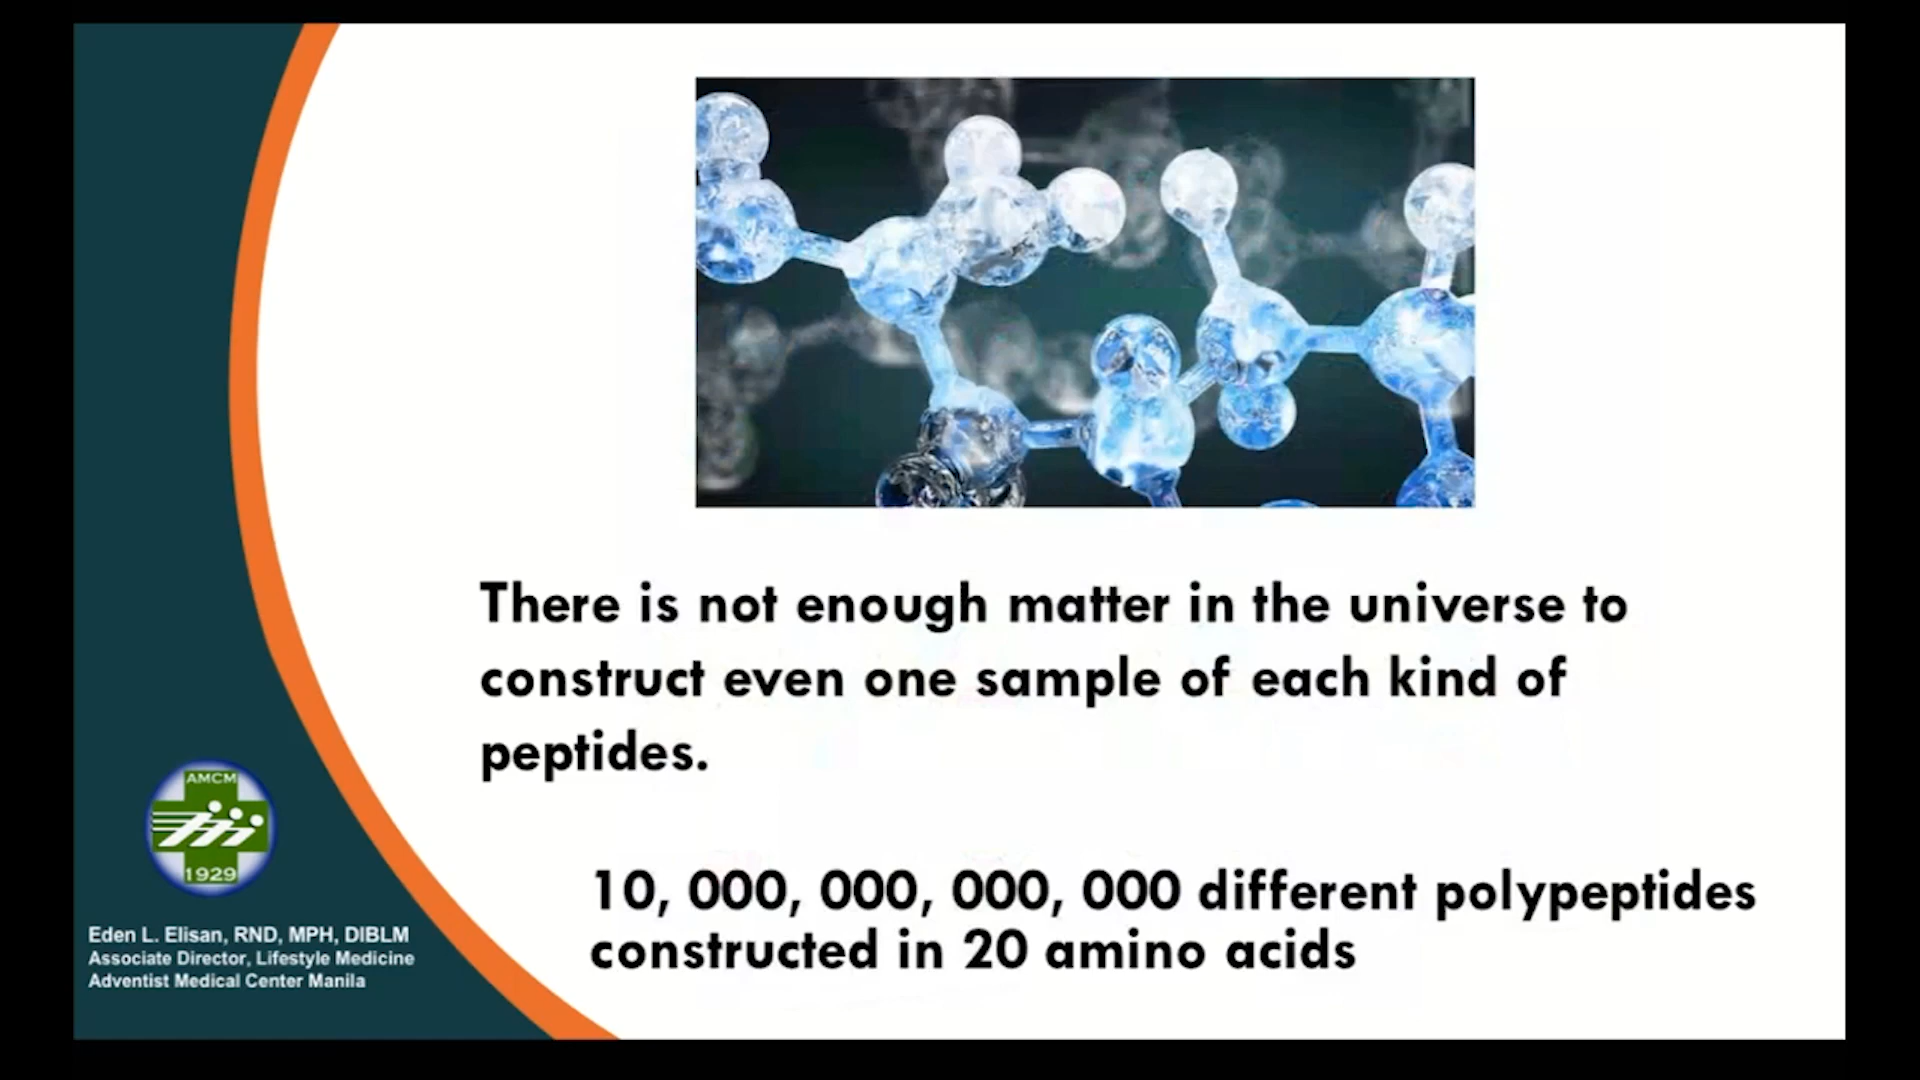 There is not enough matter in the universe to
construct even one sample of each kind of
peptides.
10, 000, 000, 000, 000 different polypeptides
constructed in 20 amino acids
AMCM
1929
Eden L. Elisan, RND, MPH, DIBLM
Associate Director, Lifestyle Medicine
Adventist Medical Center Manila